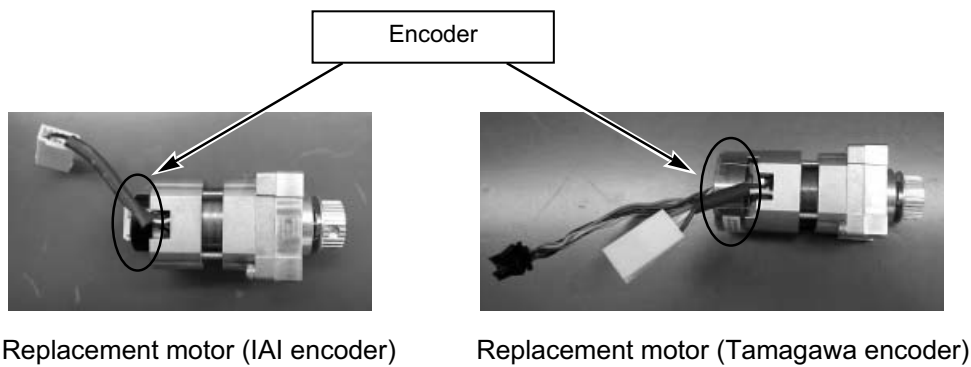 Encoder
Replacement motor (IAI encoder)
Replacement motor (Tamagawa encoder)